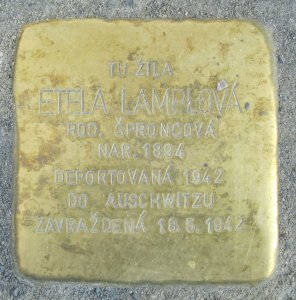 TU ŽILA
ETELA LAMPLOVÁ
ROD. ŠPRONCOVÁ
NAR. 1894
DEPORTOVANÁ 1942
DO AUSCHWITZU
ZAVRAŽDENÁ 18.5.1942